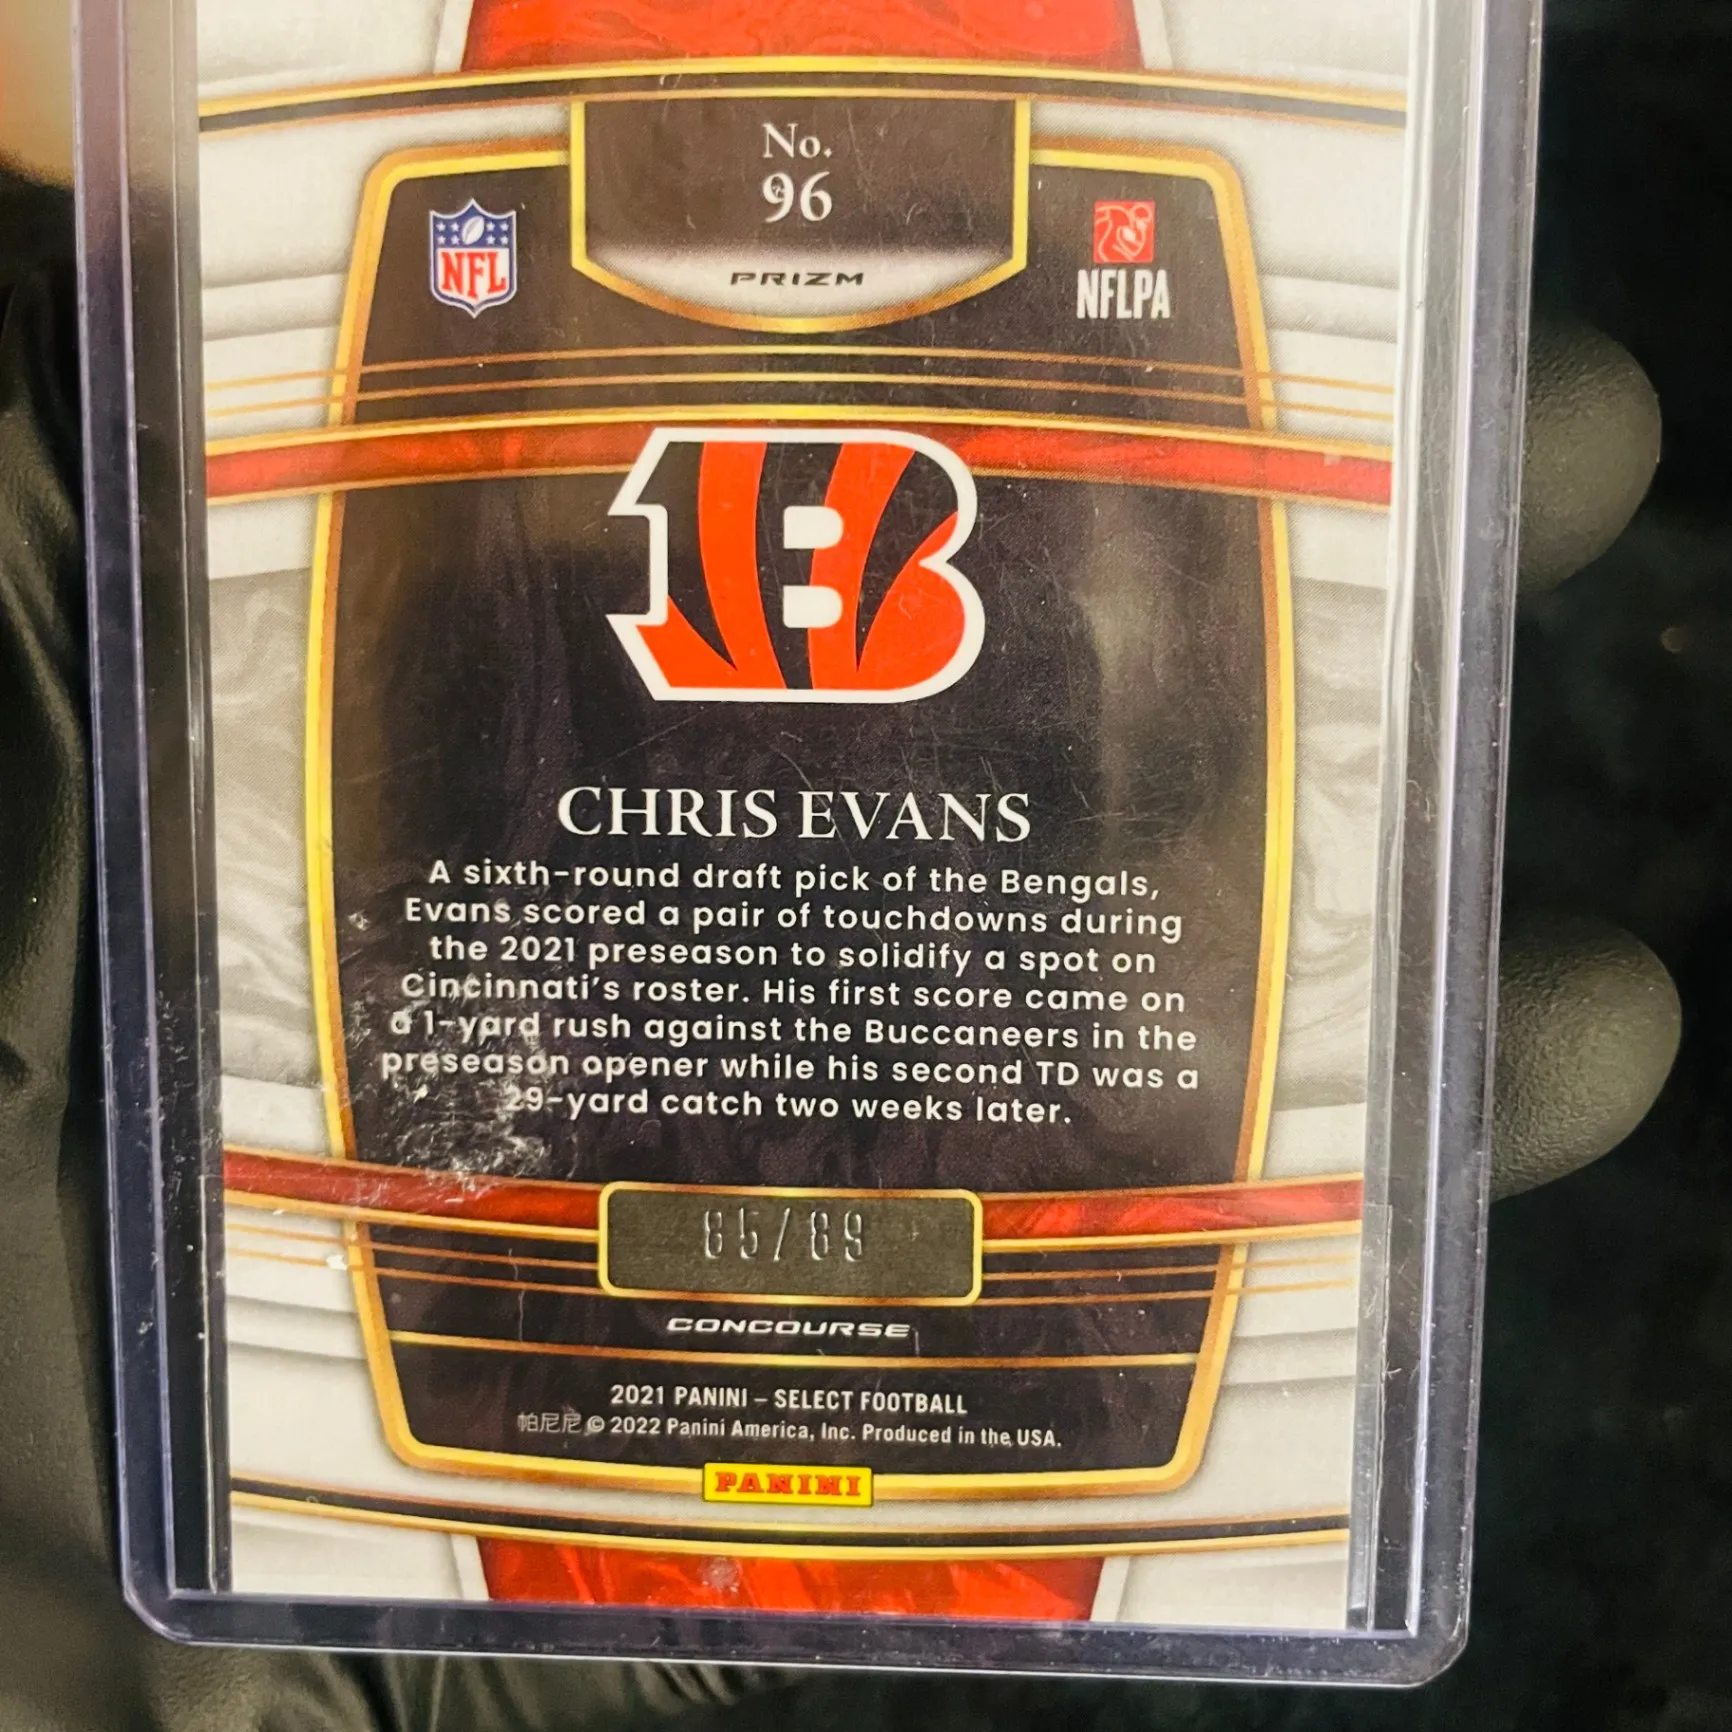 No.
96
PRIZM
NFL
NFLPA
B
CHRIS EVANS
A sixth-round draft pick of the Bengals,
Evans scored a pair of touchdowns during
the 2021 preseason to solidify a spot on
Cincinnati's roster. His first score came on
a 1-yard rush against the Buccaneers in the
preseason opener while his second TD was a
29-yard catch two weeks later.
85/89
CONCOURSE
2021 PANINI – SELECT FOOTBALL
帕尼尼 © 2022 Panini America, Inc. Produced in the USA.
PANINI